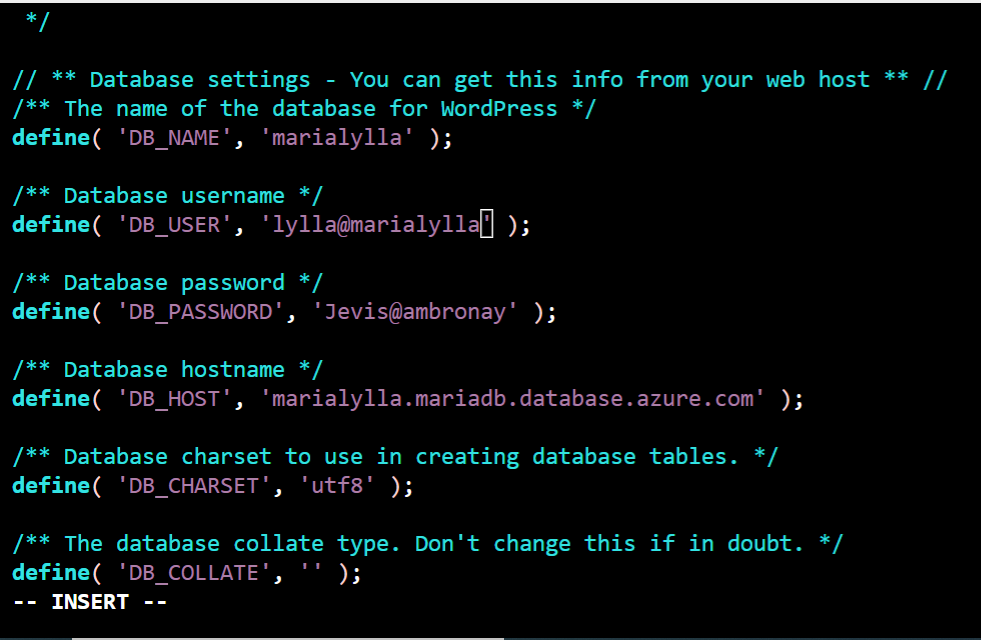 */
// ** Database settings - You can get this info from your web host ** //
/** The name of the database for WordPress */
define( 'DB_NAME', 'marialylla' );
/** Database username */
define( 'DB_USER', 'lylla@marialylla' );
/** Database password */
define( 'DB_PASSWORD', 'Jevis@ambronay' );
/** Database hostname */
define( 'DB_HOST', 'marialylla.mariadb.database.azure.com' );
/** Database charset to use in creating database tables. */
define( 'DB_CHARSET', 'utf8' );
/** The database collate type. Don't change this if in doubt. */
define( 'DB_COLLATE', '' );
-- INSERT --